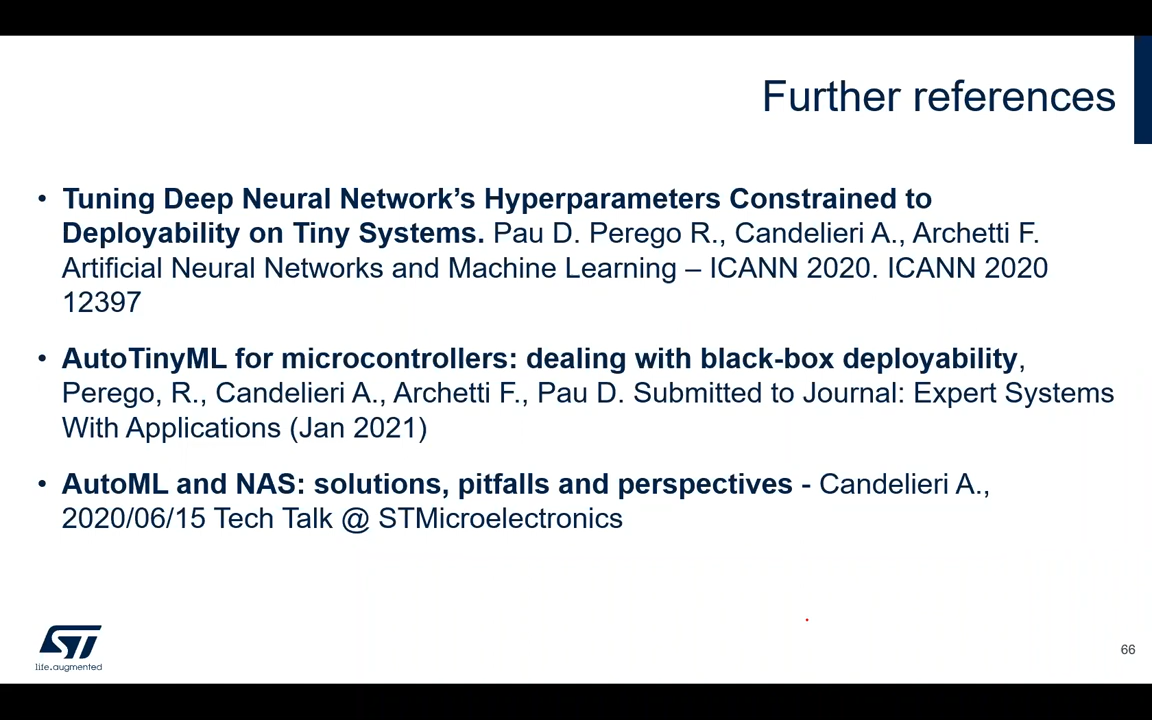 Further references
• Tuning Deep Neural Network’s Hyperparameters Constrained to
Deployability on Tiny Systems. Pau D. Perego R., Candelieri A., Archetti F.
Artificial Neural Networks and Machine Learning – ICANN 2020. ICANN 2020
12397
• AutoTinyML for microcontrollers: dealing with black-box deployability,
Perego, R., Candelieri A., Archetti F., Pau D. Submitted to Journal: Expert Systems
With Applications (Jan 2021)
• AutoML and NAS: solutions, pitfalls and perspectives - Candelieri A.,
2020/06/15 Tech Talk @ STMicroelectronics
ST
life.augmented
66